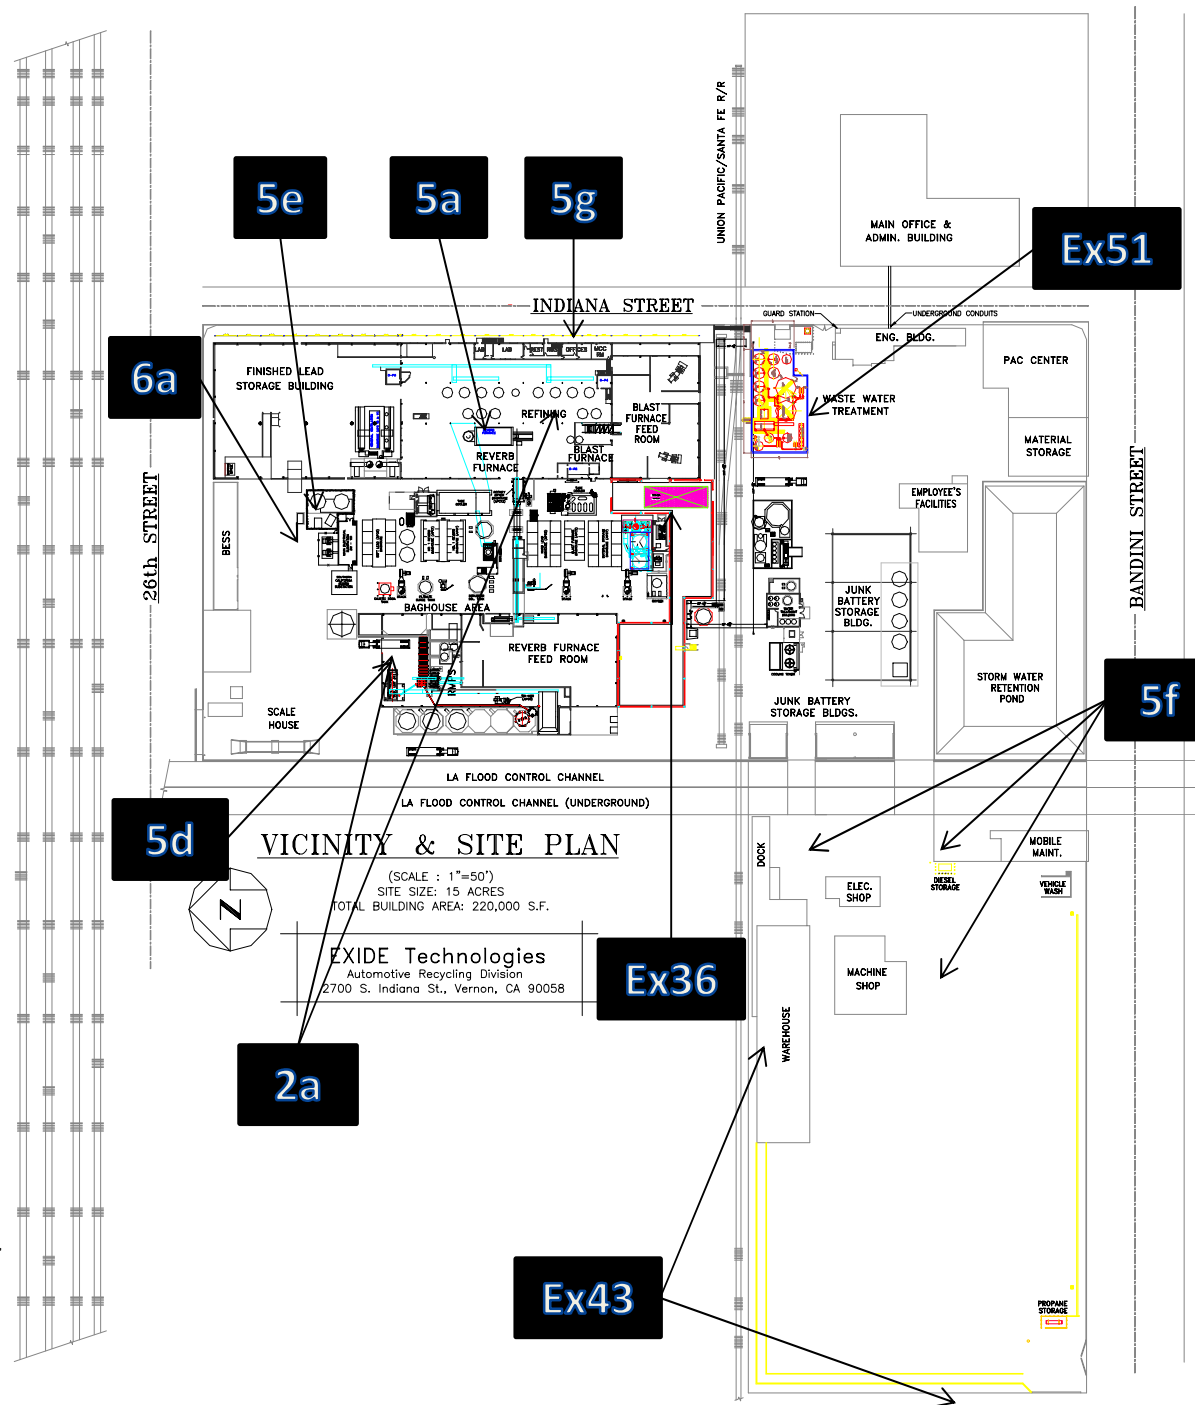 UNION PACIFIC/SANTA FE R/R
5e
5a
5g
MAIN OFFICE &
ADMIN. BUILDING
Ex51
INDIANA STREET
GUARD STATION
UNDERGROUND CONDUITS
ENG. BLDG.
LAB
OFFICES
MCC
RM
PAC CENTER
6a
FINISHED LEAD
STORAGE BUILDING
WASTE WATER
TREATMENT
REFINING
BLAST
FURNACE
FEED
ROOM
MATERIAL
STORAGE
REVERB
FURNACE
BLAST
FURNACE
26th STREET
BANDINI STREET
BESS
EMPLOYEE'S
FACILITIES
JUNK
BATTERY
STORAGE
BLDG.
BAGHOUSE AREA
REVERB FURNACE
FEED ROOM
RMPS
STORM WATER
RETENTION
POND
5f
SCALE
HOUSE
JUNK BATTERY
STORAGE BLDGS.
LA FLOOD CONTROL CHANNEL
LA FLOOD CONTROL CHANNEL (UNDERGROUND)
5d
VICINITY & SITE PLAN
(SCALE : 1"=50')
SITE SIZE: 15 ACRES
TOTAL BUILDING AREA: 220,000 S.F.
N
DOCK
MOBILE
MAINT.
ELEC.
SHOP
DIESEL
STORAGE
VEHICLE
WASH
EXIDE Technologies
Automotive Recycling Division
2700 S. Indiana St., Vernon, CA 90058
Ex36
MACHINE
SHOP
WAREHOUSE
2a
Ex43
PROPANE
STORAGE